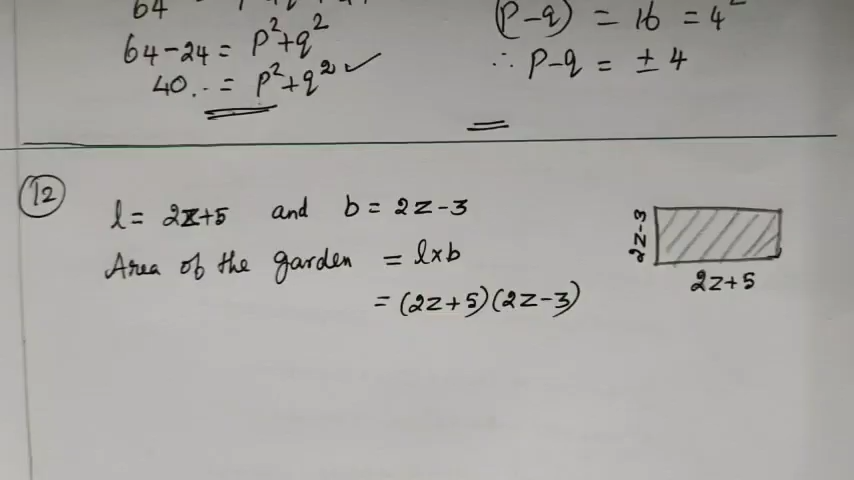 64
64-24 = p²+q²
40.. = p²+q² ✓
(p-q) = 16 = 4²
∴ p-q = ± 4
12
l = 2z+5 and b = 2z-3
Area of the garden = l×b
= (2z+5)(2z-3)
2z-3
2z+5